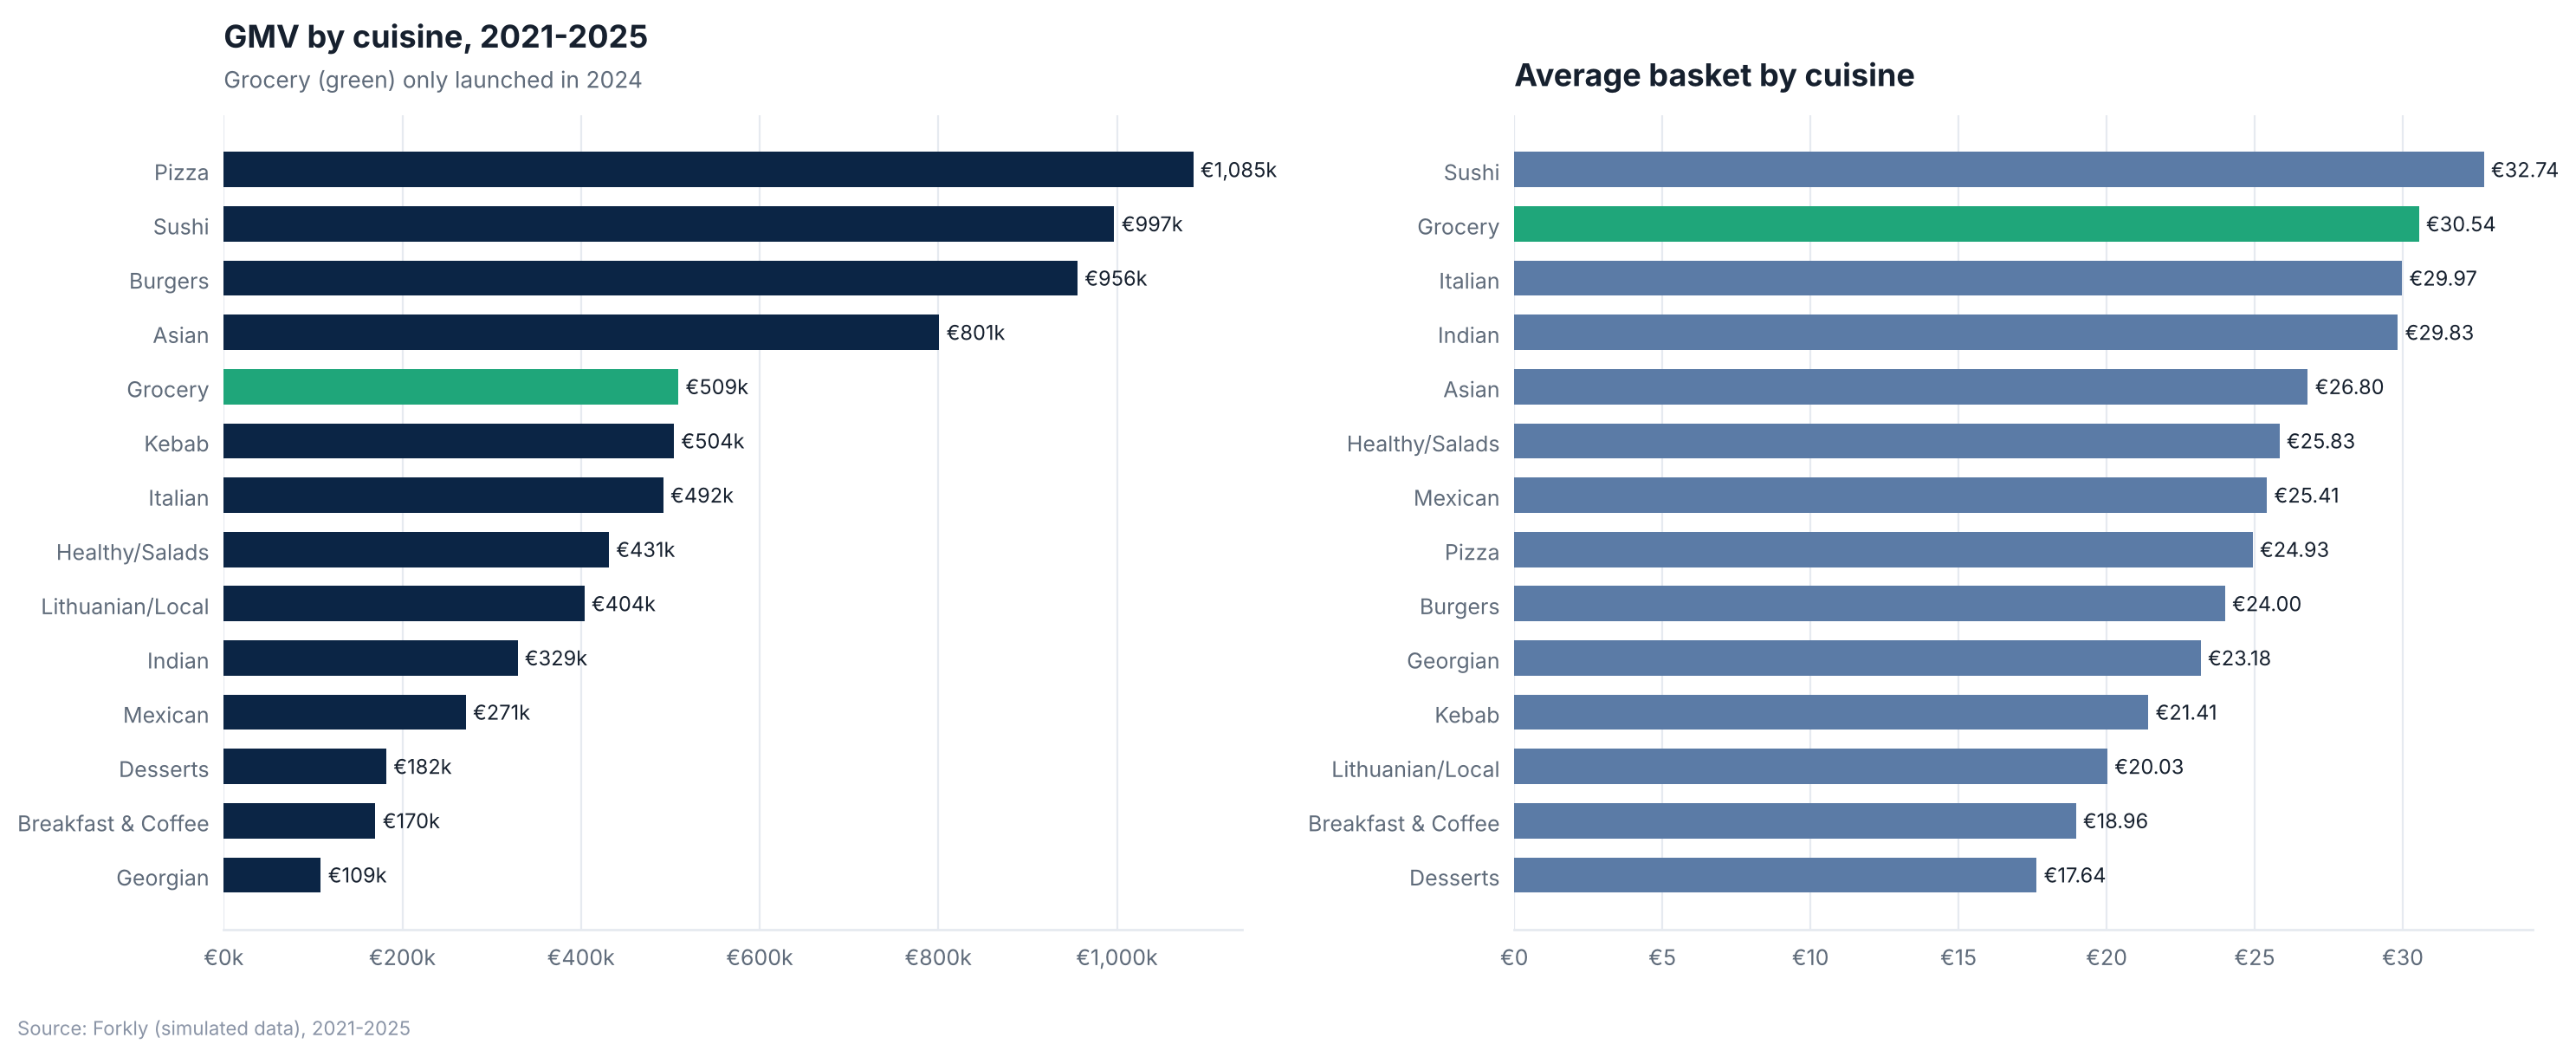 GMV by cuisine, 2021-2025
Grocery (green) only launched in 2024
Pizza €1,085k
Sushi €997k
Burgers €956k
Asian €801k
Grocery €509k
Kebab €504k
Italian €492k
Healthy/Salads €431k
Lithuanian/Local €404k
Indian €329k
Mexican €271k
Desserts €182k
Breakfast & Coffee €170k
Georgian €109k
€0k €200k €400k €600k €800k €1,000k
Average basket by cuisine
Sushi €32.74
Grocery €30.54
Italian €29.97
Indian €29.83
Asian €26.80
Healthy/Salads €25.83
Mexican €25.41
Pizza €24.93
Burgers €24.00
Georgian €23.18
Kebab €21.41
Lithuanian/Local €20.03
Breakfast & Coffee €18.96
Desserts €17.64
€0 €5 €10 €15 €20 €25 €30
Source: Forkly (simulated data), 2021-2025